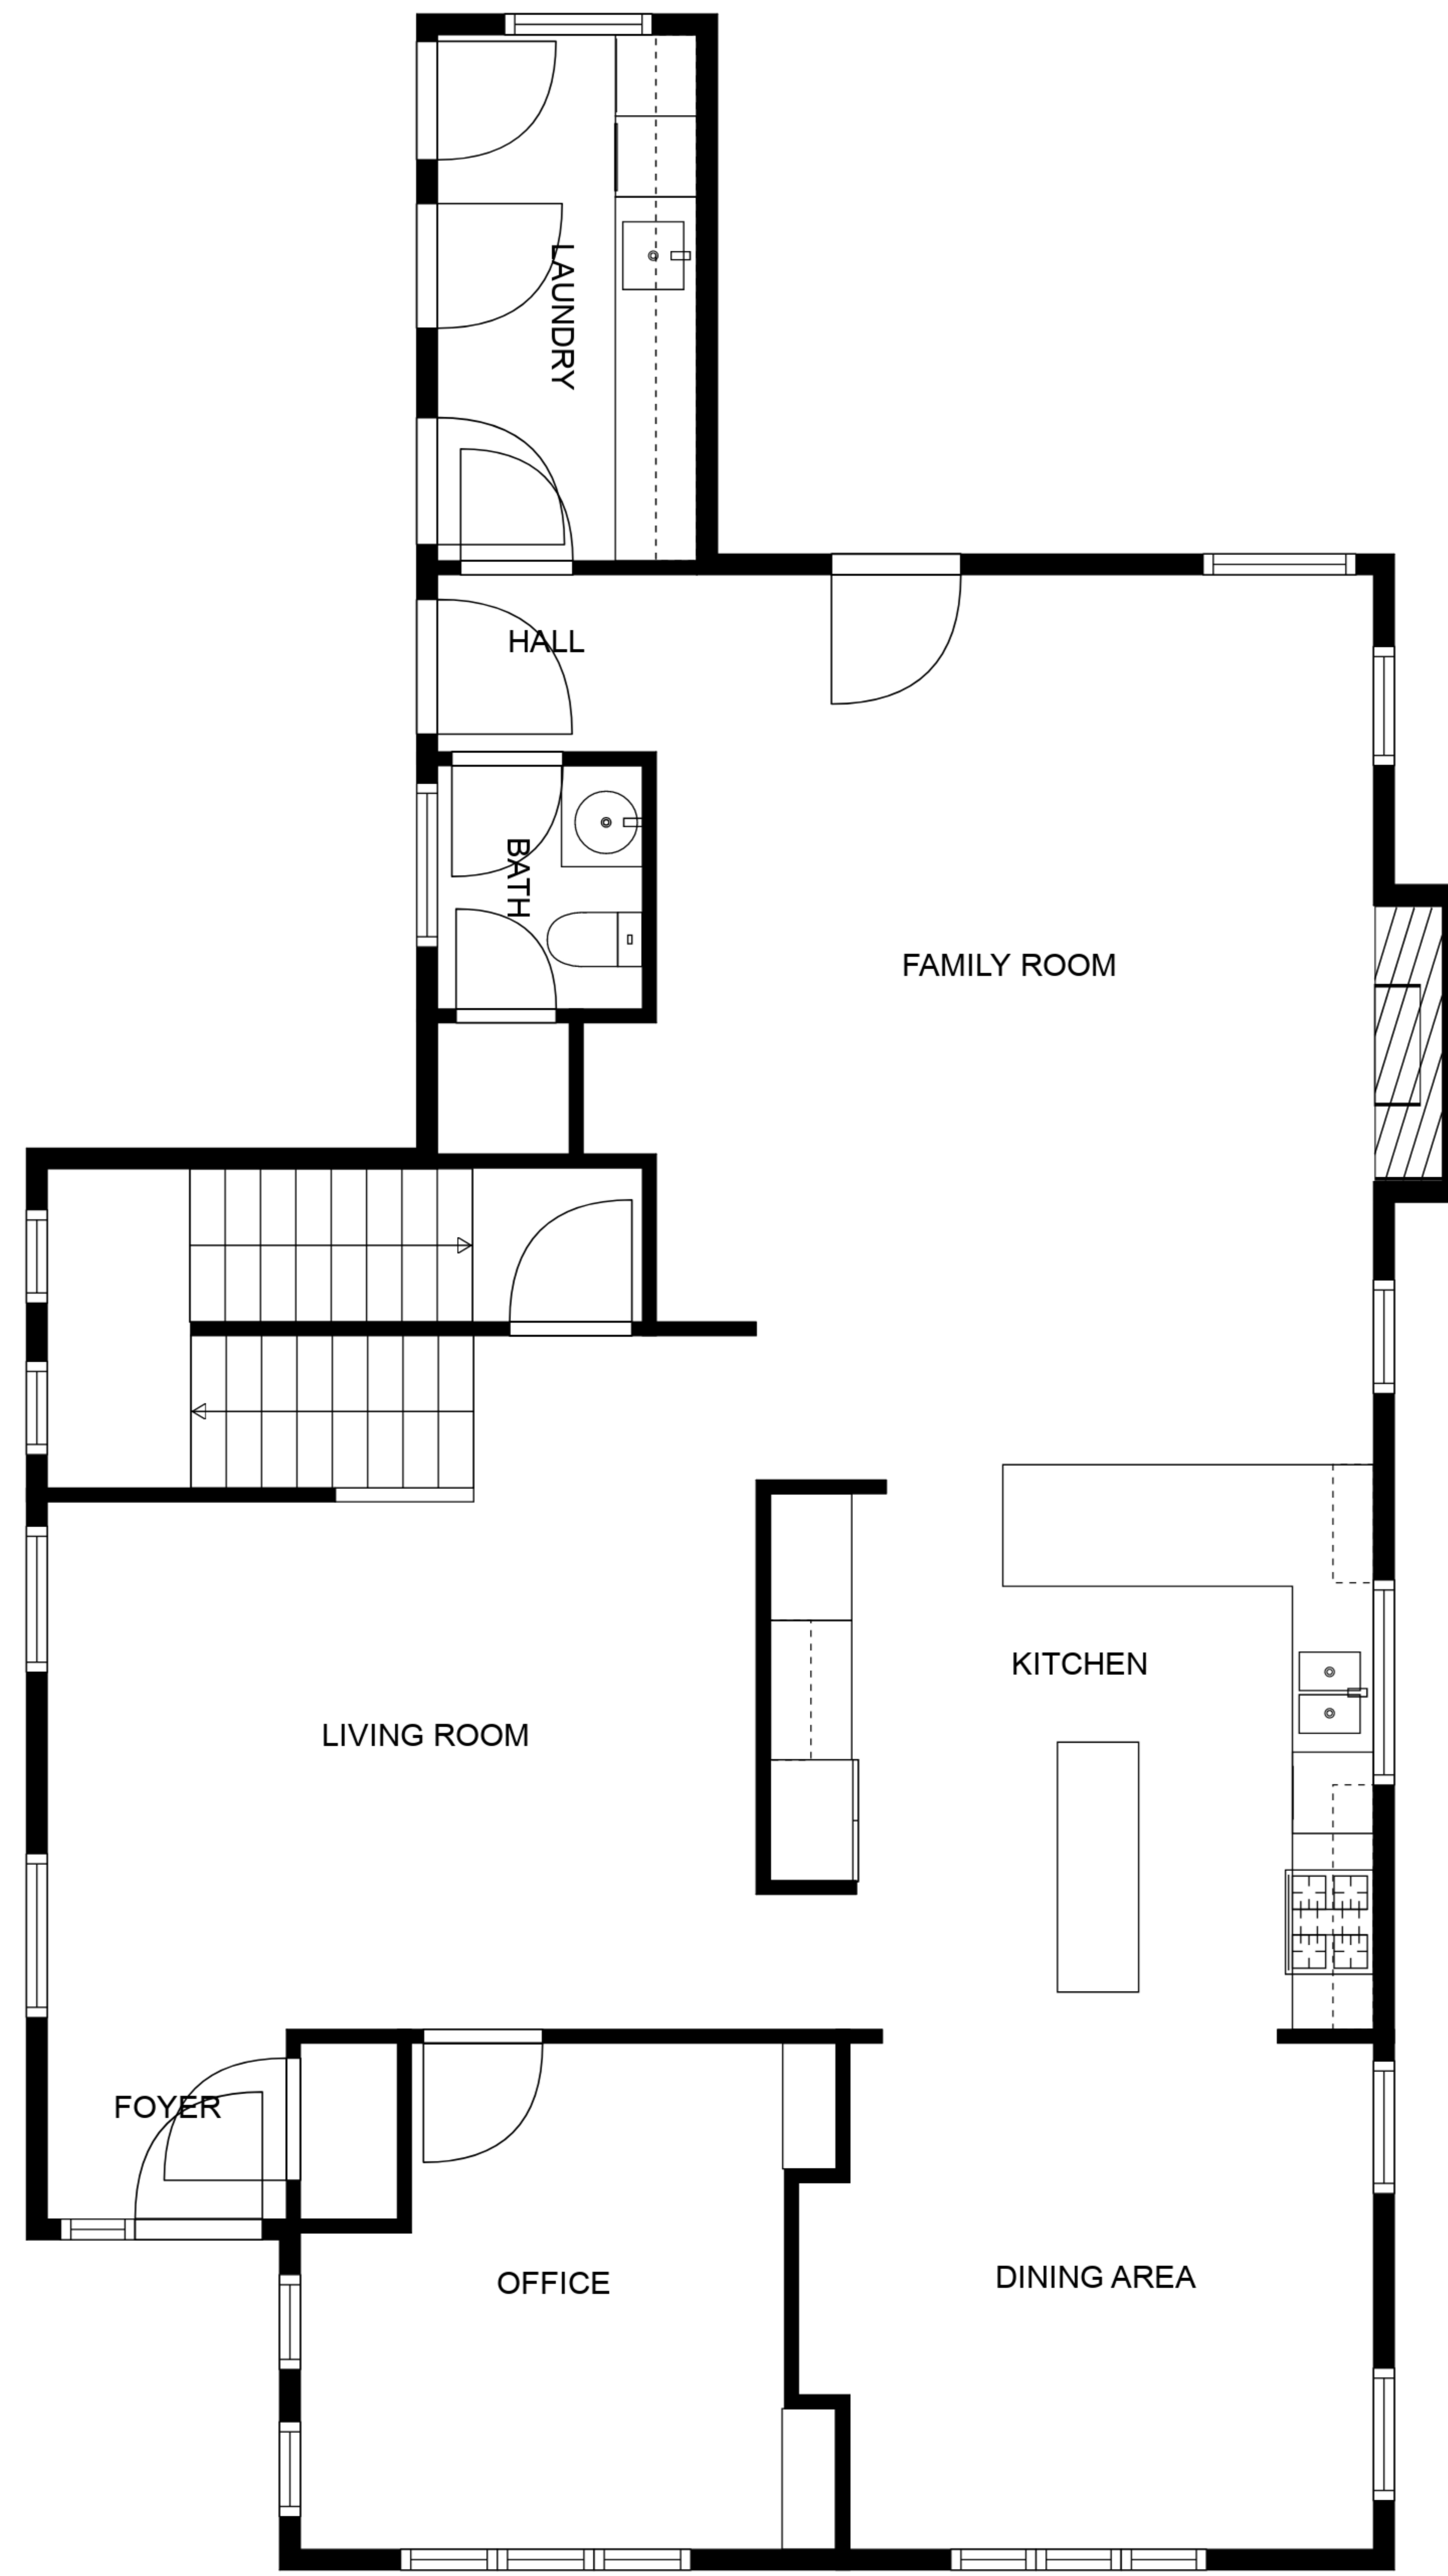 LAUNDRY
HALL
BATH
FAMILY ROOM
KITCHEN
LIVING ROOM
FOYER
OFFICE
DINING AREA